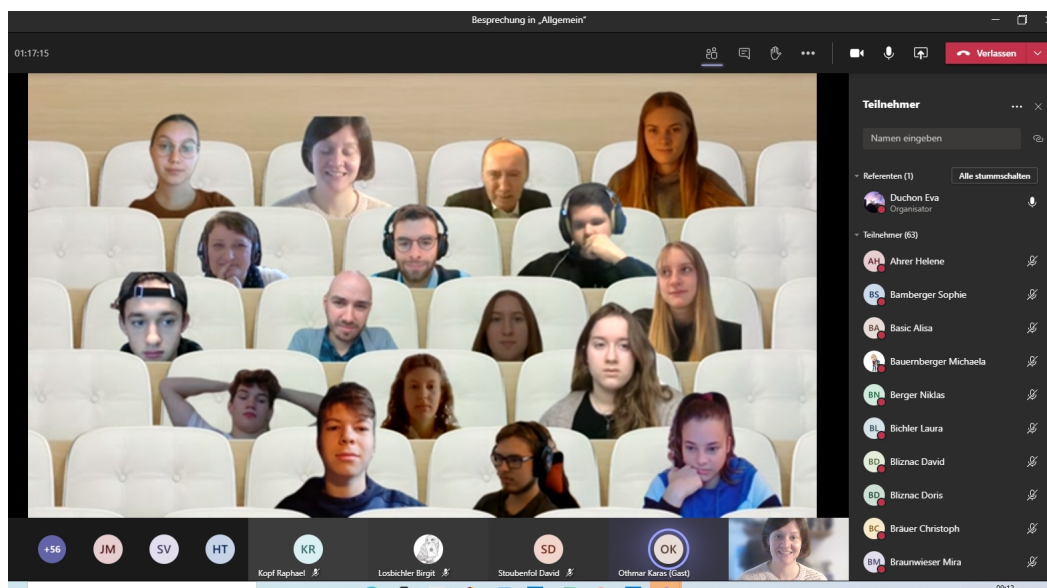 Besprechung in „Allgemein“
01:17:15
Verlassen
Teilnehmer
Namen eingeben
Referenten (1)
Alle stummschalten
Duchon Eva
Organisator
Teilnehmer (63)
AH Ahrer Helene
BS Bamberger Sophie
BA Basic Alisa
Bauernberger Michaela
BN Berger Niklas
BL Bichler Laura
BD Bliznac David
BD Bliznac Doris
BC Bräuer Christoph
BM Braunwieser Mira
+56
JM
SV
HT
KR
SD
OK
Kopf Raphael
Losbichler Birgit
Stoubenfol David
Othmar Karas (Gast)